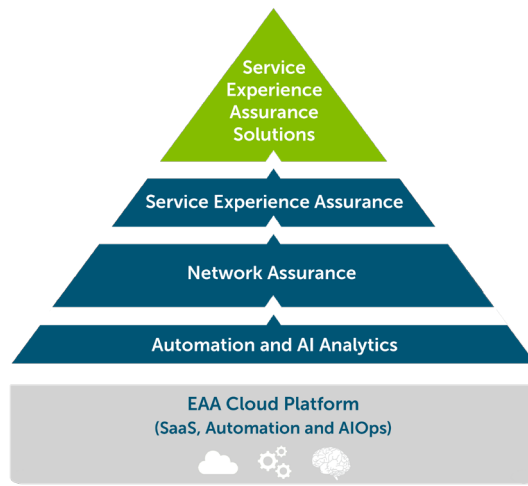 Service
Experience
Assurance
Solutions
Service Experience Assurance
Network Assurance
Automation and AI Analytics
EAA Cloud Platform
(SaaS, Automation and AIOps)